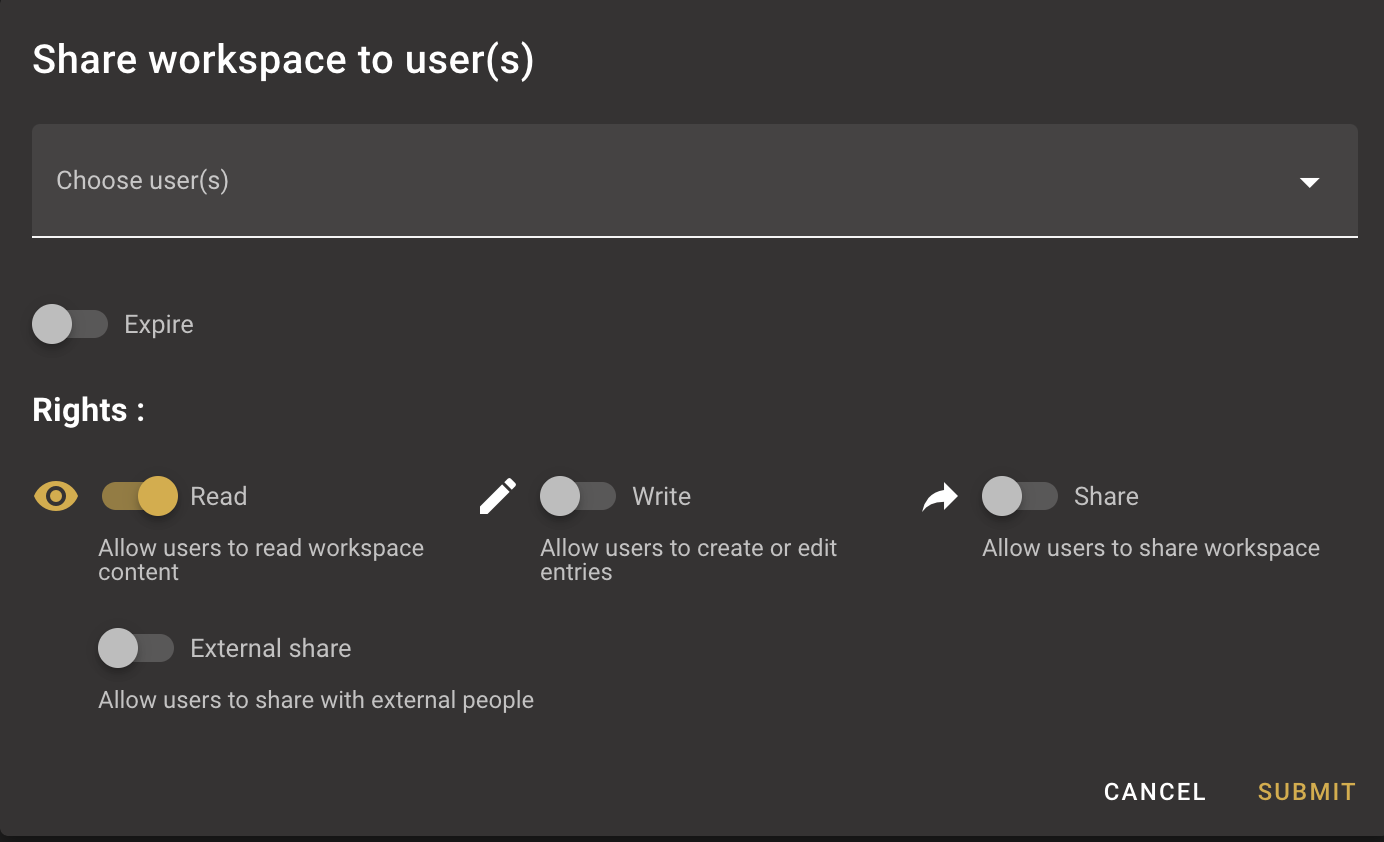 Share workspace to user(s)
Choose user(s)
Expire
Rights :
Read
Allow users to read workspace
content
Write
Allow users to create or edit
entries
Share
Allow users to share workspace
External share
Allow users to share with external people
CANCEL
SUBMIT